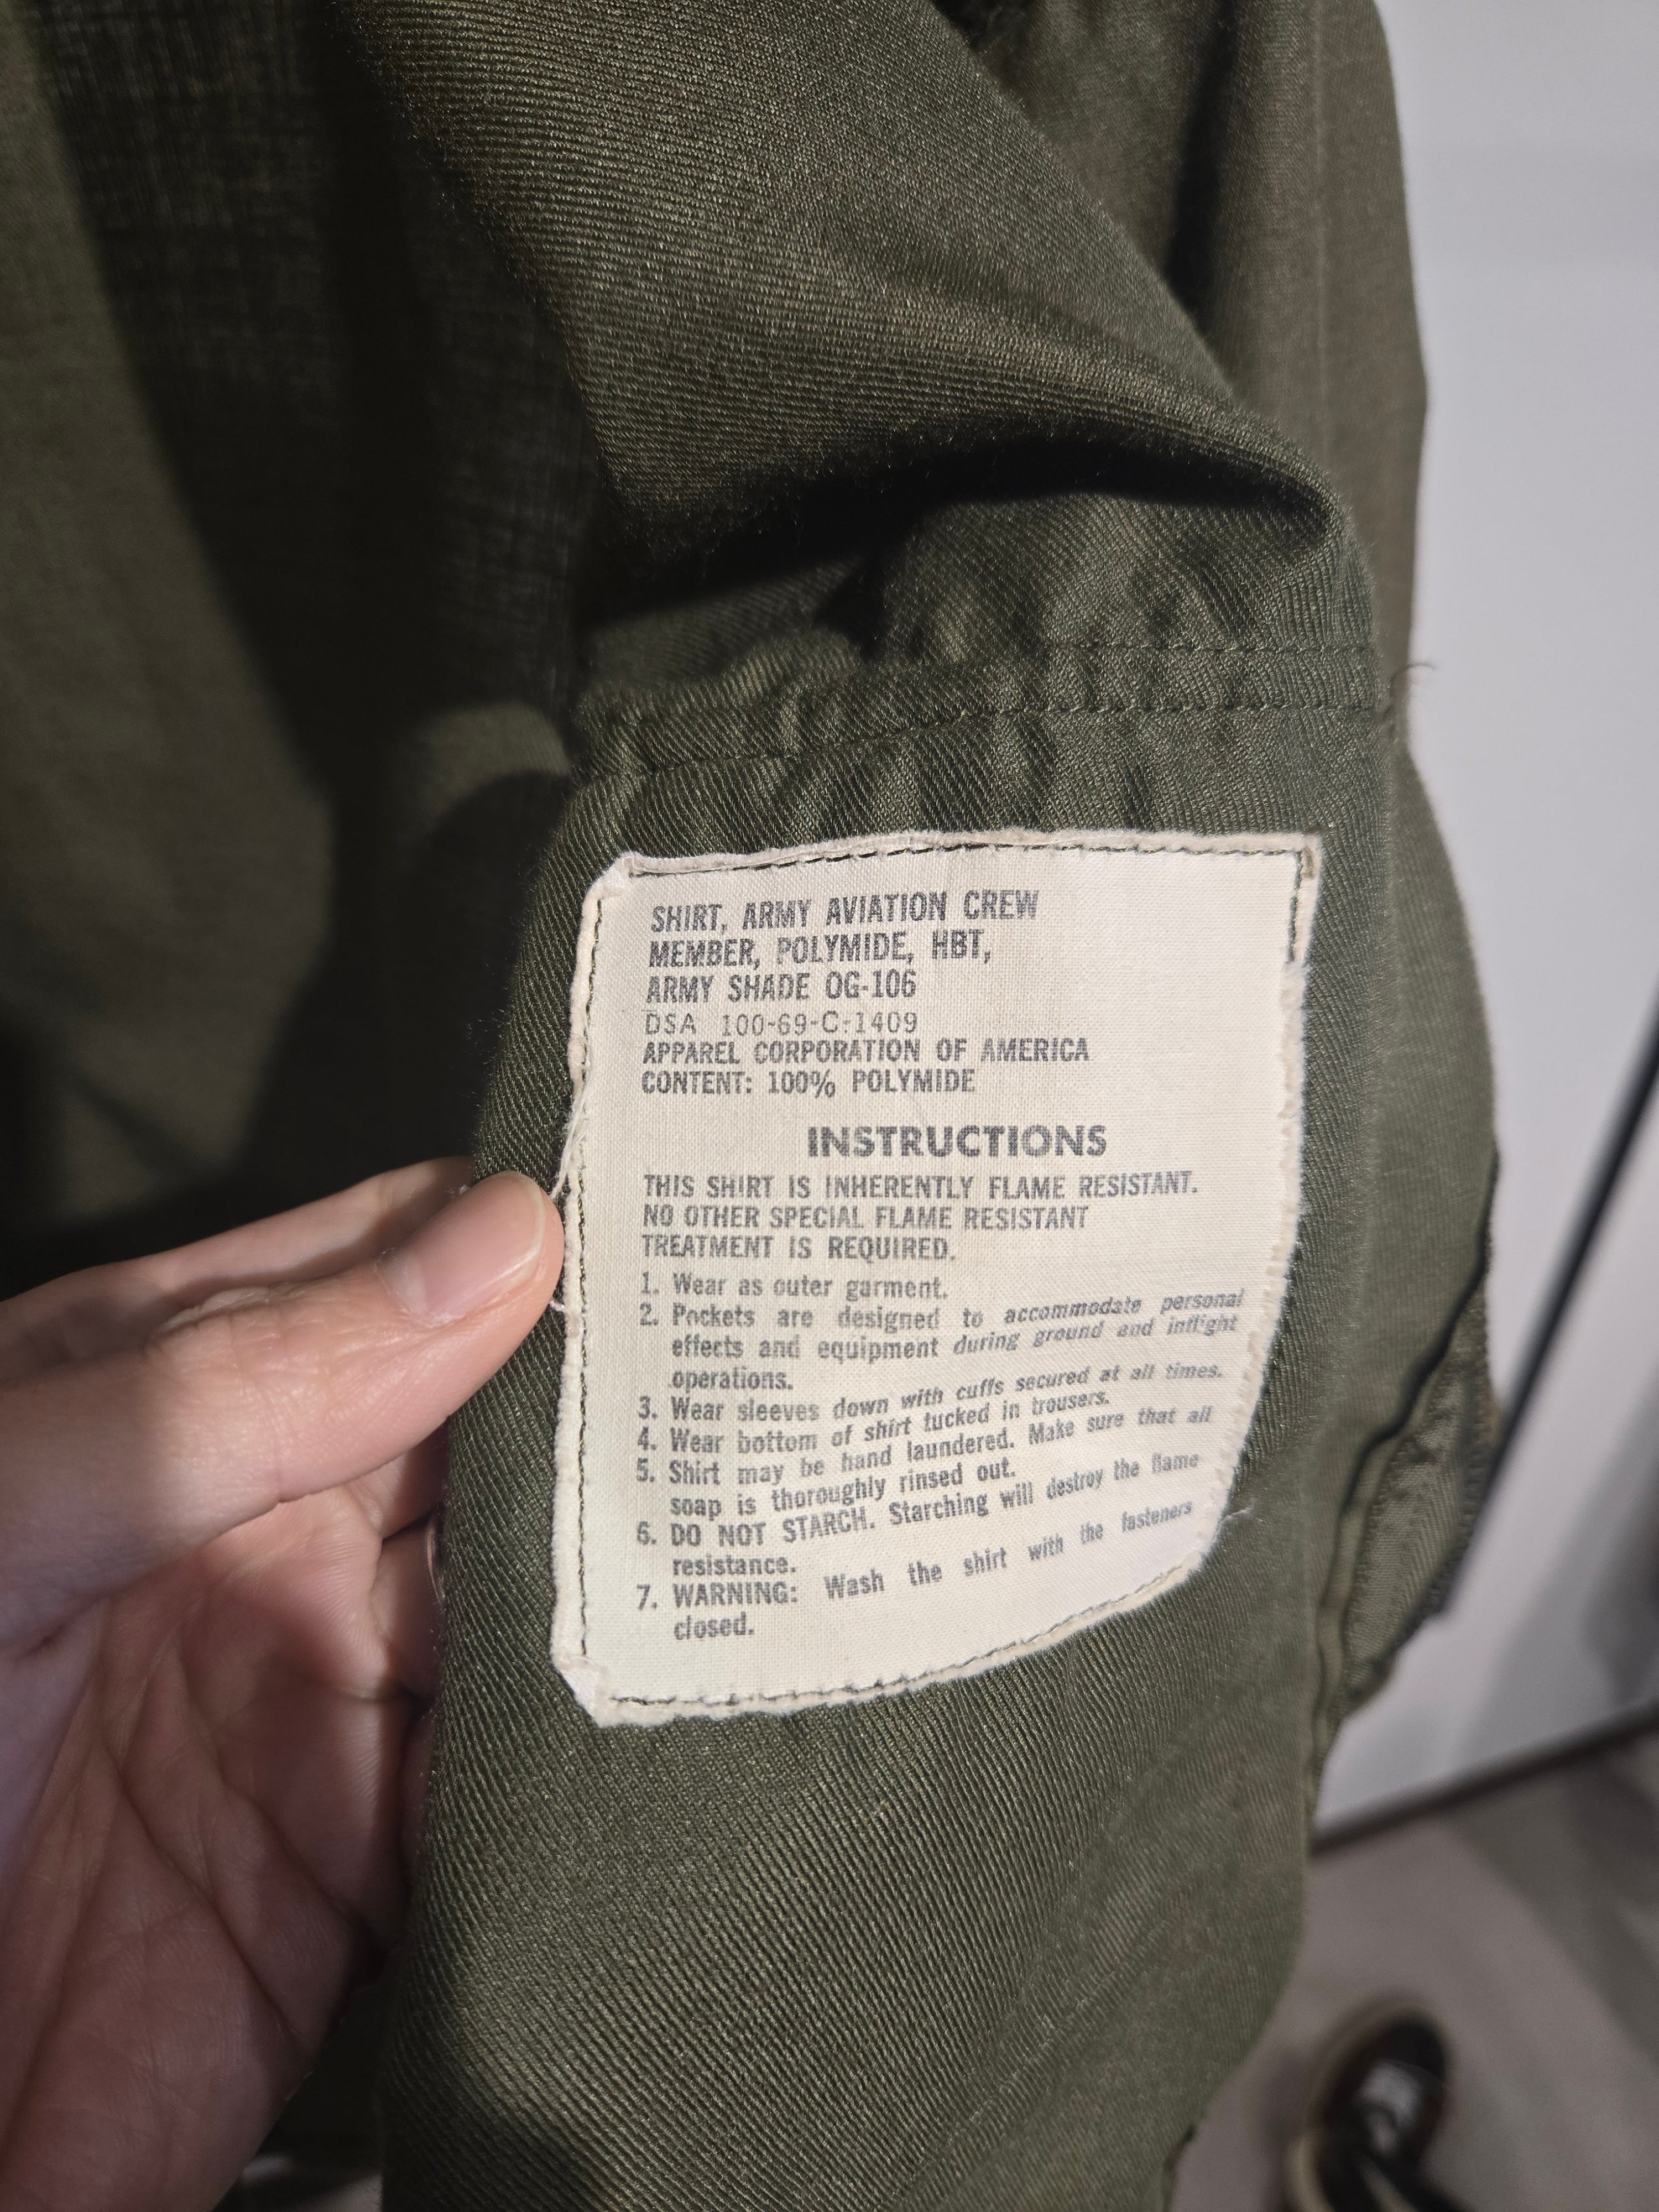 SHIRT, ARMY AVIATION CREW
MEMBER, POLYMIDE, HBT,
ARMY SHADE OG-106
DSA 100-69-C-1409
APPAREL CORPORATION OF AMERICA
CONTENT: 100% POLYMIDE
INSTRUCTIONS
THIS SHIRT IS INHERENTLY FLAME RESISTANT.
NO OTHER SPECIAL FLAME RESISTANT
TREATMENT IS REQUIRED.
1. Wear as outer garment.
2. Pockets are designed to accommodate personal
effects and equipment during ground and inflight
operations.
3. Wear sleeves down with cuffs secured at all times.
4. Wear bottom of shirt tucked in trousers.
5. Shirt may be hand laundered. Make sure that all
soap is thoroughly rinsed out.
6. DO NOT STARCH. Starching will destroy the flame
resistance.
7. WARNING: Wash the shirt with the fasteners
closed.